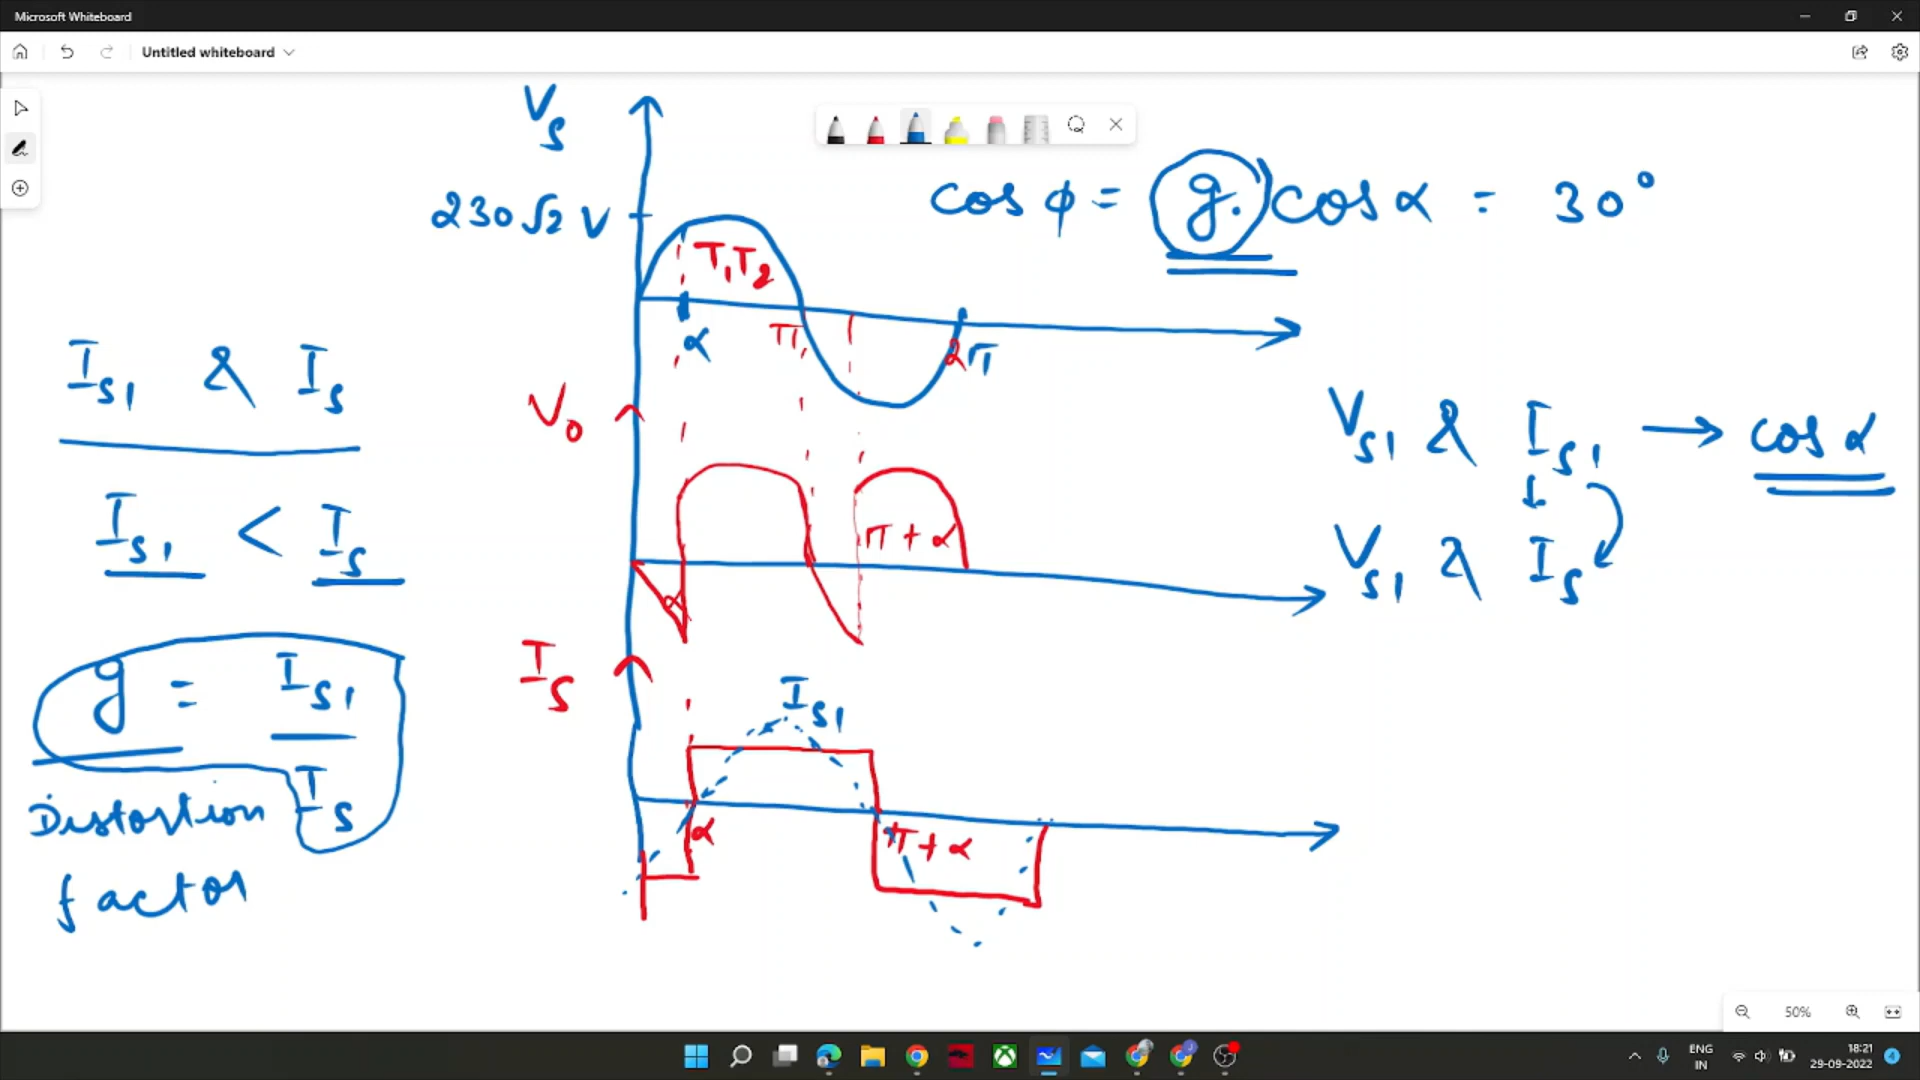 Microsoft Whiteboard
Untitled whiteboard
Vs
230√2 V
cos ϕ = g. cos α = 30°
T1T2
α
π
2π
Is1 & Is
Vo
Vs1 & Is1 → cos α
Is1 < Is
π + α
Vs1 & Is
α
Is
Is1
g = Is1
Is
Distortion
factor
α
π + α
50%
ENG
IN
18:21
29-09-2022
4